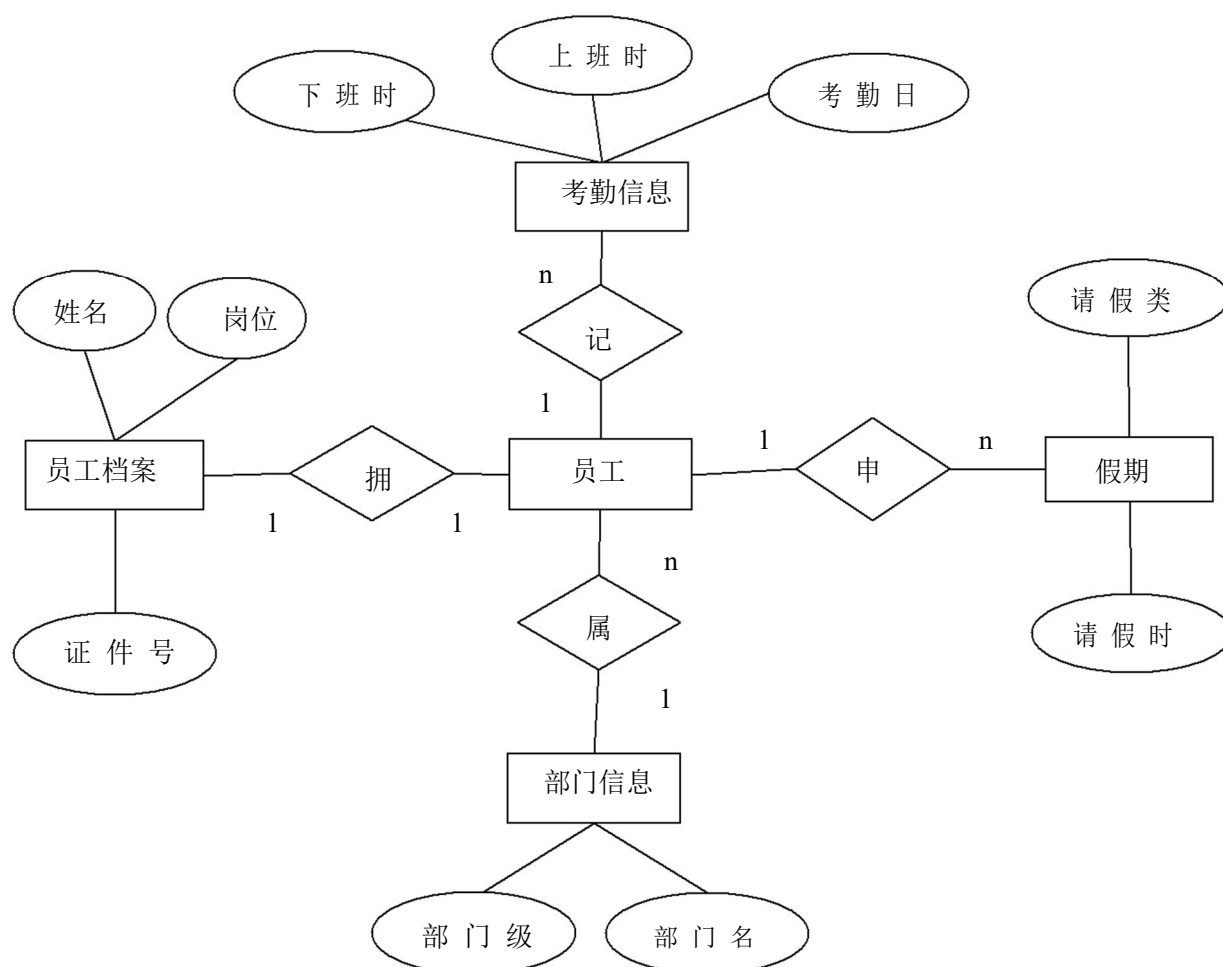 上 班 时
下 班 时
考 勤 日
考勤信息
n
请 假 类
姓名
岗位
记
1
1
n
员工档案
拥
员工
申
假期
1
1
n
属
请 假 时
证 件 号
1
部门信息
部 门 级
部 门 名